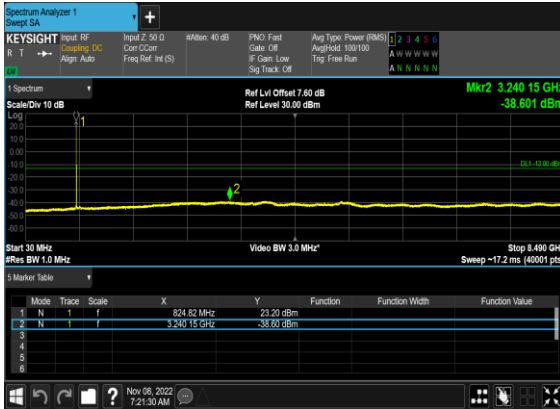 Spectrum Analyzer 1
Swept SA
+
KEYSIGHT Input: RF Input Z: 50 Ω #Atten: 40 dB PNO: Fast Avg Type: Power (RMS) 1 2 3 4 5 6
R T Coupling: DC Corr CCorr Gate: Off Avg|Hold: 100/100 A W W W W W
Align: Auto Freq Ref: Int (S) IF Gain: Low Trig: Free Run
Sig Track: Off A N N N N N
1 Spectrum Ref Lvl Offset 7.60 dB Mkr2 3.240 15 GHz
Scale/Div 10 dB Ref Level 30.00 dBm -38.601 dBm
Log
1
20.0
10.0
0.00
-10.0
DL1 -13.00 dBm
-20.0
-30.0
2
-40.0
-50.0
-60.0
Start 30 MHz Video BW 3.0 MHz* Stop 8.490 GH
#Res BW 1.0 MHz Sweep ~17.2 ms (40001 pts
5 Marker Table
Mode Trace Scale X Y Function Function Width Function Value
1 N 1 f 824.82 MHz 23.20 dBm
2 N 1 f 3.240 15 GHz -38.60 dBm
3
4
5
6
? Nov 08, 2022
7:21:30 AM